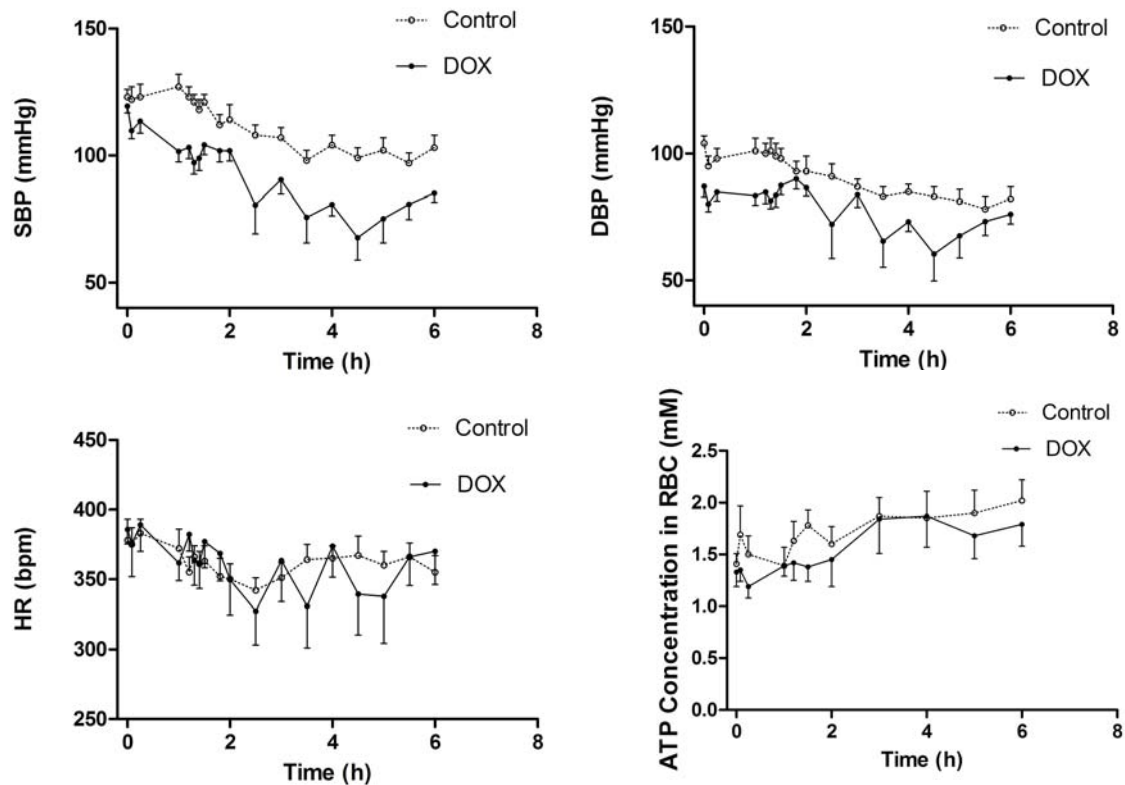 Control
DOX
150
100
50
SBP (mmHg)
0 2 4 6 8
Time (h)
Control
DOX
150
100
50
DBP (mmHg)
0 2 4 6 8
Time (h)
Control
DOX
450
400
350
300
250
HR (bpm)
0 2 4 6 8
Time (h)
Control
DOX
2.5
2.0
1.5
1.0
0.5
0.0
ATP Concentration in RBC (mM)
0 2 4 6 8
Time (h)